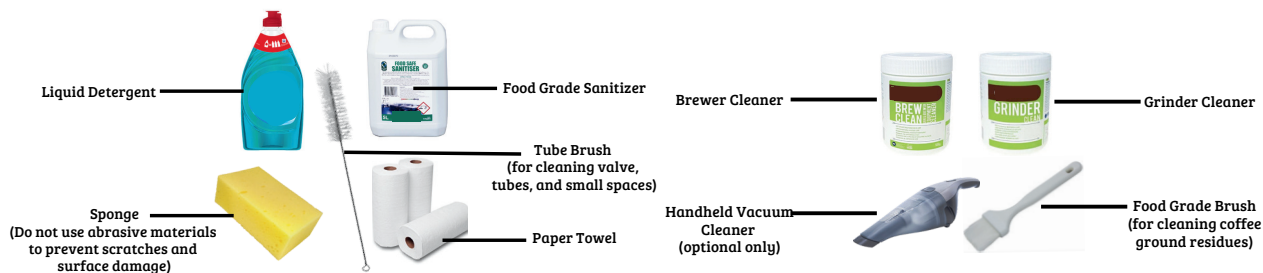 Liquid Detergent
FOOD SAFE
SANITISER
5L
Food Grade Sanitizer
Tube Brush
(for cleaning valve,
tubes, and small spaces)
Sponge
(Do not use abrasive materials
to prevent scratches and
surface damage)
Paper Towel
Brewer Cleaner
BREW
CLEAN
GRINDER
CLEAN
Grinder Cleaner
Handheld Vacuum
Cleaner
(optional only)
Food Grade Brush
(for cleaning coffee
ground residues)